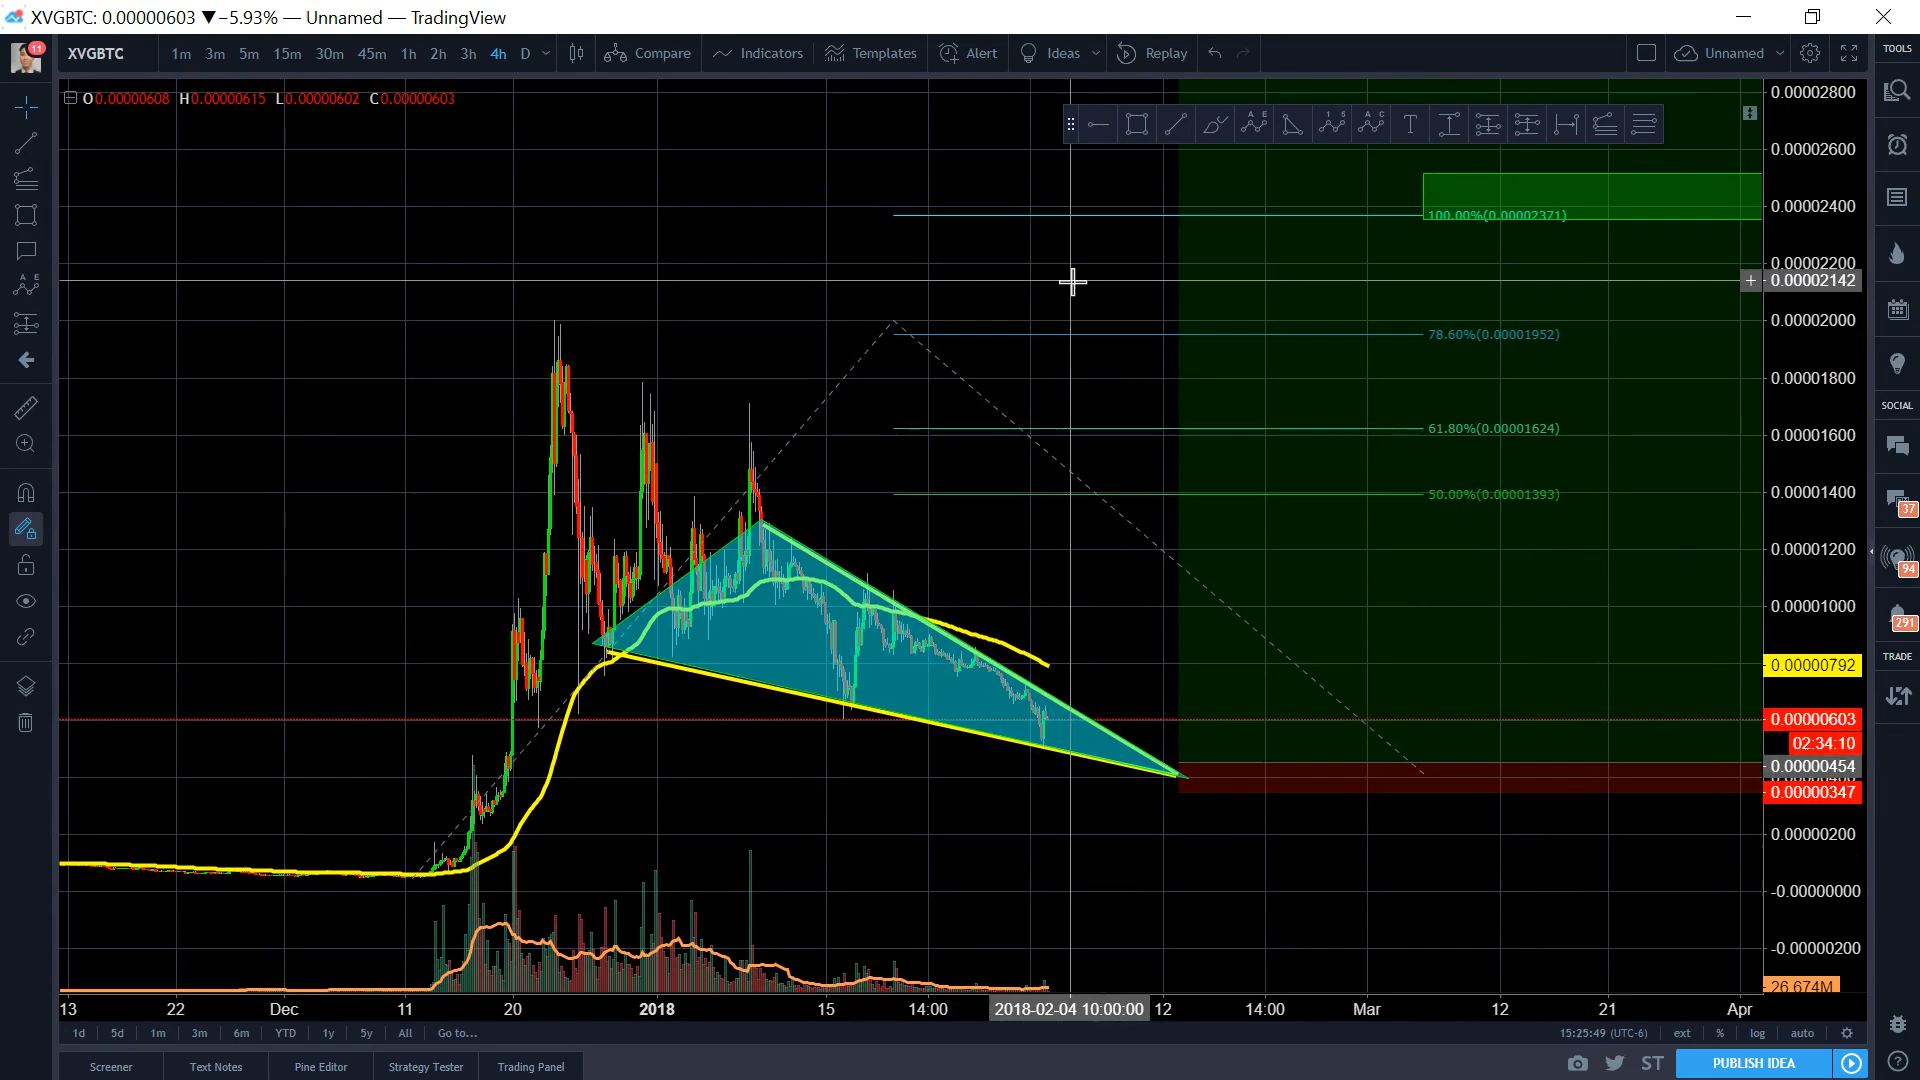 XVGBTC: 0.00000603 ▼−5.93% — Unnamed — TradingView
11
XVGBTC 1m 3m 5m 15m 30m 45m 1h 2h 3h 4h D Compare Indicators Templates Alert Ideas Replay Unnamed
TOOLS
O0.00000608 H0.00000615 L0.00000602 C0.00000603
A E
1 5
A C
T
A E
0.00002800
0.00002600
0.00002400
0.00002200
0.00002142
0.00002000
0.00001800
0.00001600
0.00001400
0.00001200
0.00001000
0.00000792
0.00000603
02:34:10
0.00000454
0.00000347
0.00000200
-0.00000000
-0.00000200
26.674M
100.00%(0.00002371)
78.60%(0.00001952)
61.80%(0.00001624)
50.00%(0.00001393)
SOCIAL
37
94
291
TRADE
13 22 Dec 11 20 2018 15 14:00 2018-02-04 10:00:00 12 14:00 Mar 12 21 Apr
1d 5d 1m 3m 6m YTD 1y 5y All Go to... 15:25:49 (UTC-6) ext % log auto
Screener Text Notes Pine Editor Strategy Tester Trading Panel ST PUBLISH IDEA